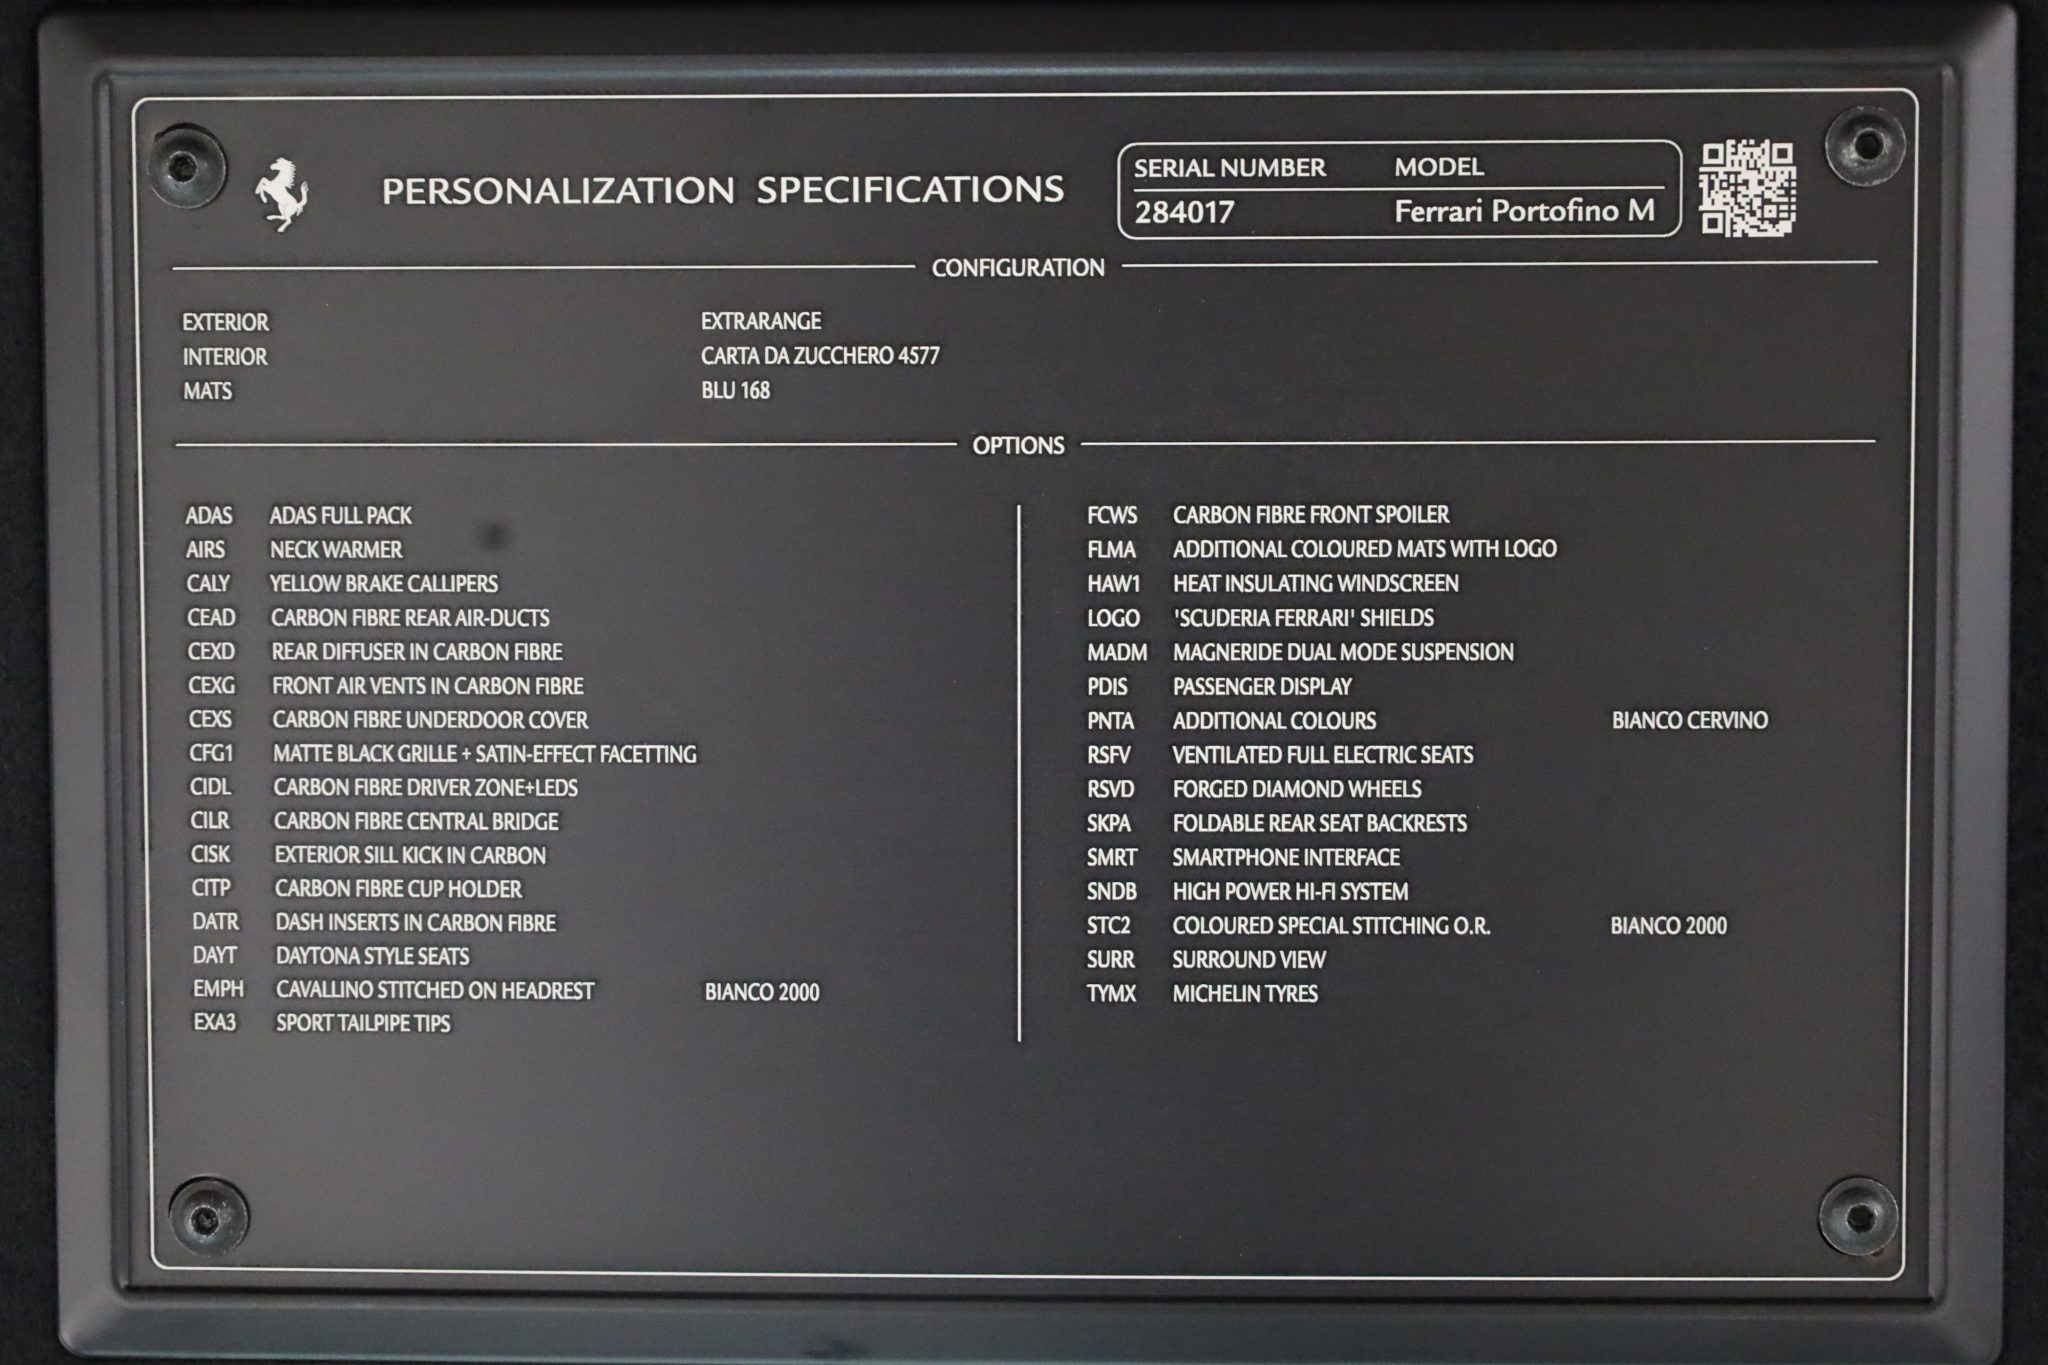 PERSONALIZATION SPECIFICATIONS
SERIAL NUMBER MODEL
284017 Ferrari Portofino M
CONFIGURATION
EXTERIOR EXTRARANGE
INTERIOR CARTA DA ZUCCHERO 4577
MATS BLU 168
OPTIONS
ADAS ADAS FULL PACK
AIRS NECK WARMER
CALY YELLOW BRAKE CALLIPERS
CEAD CARBON FIBRE REAR AIR-DUCTS
CEXD REAR DIFFUSER IN CARBON FIBRE
CEXG FRONT AIR VENTS IN CARBON FIBRE
CEXS CARBON FIBRE UNDERDOOR COVER
CFG1 MATTE BLACK GRILLE + SATIN-EFFECT FACETTING
CIDL CARBON FIBRE DRIVER ZONE+LEDS
CILR CARBON FIBRE CENTRAL BRIDGE
CISK EXTERIOR SILL KICK IN CARBON
CITP CARBON FIBRE CUP HOLDER
DATR DASH INSERTS IN CARBON FIBRE
DAYT DAYTONA STYLE SEATS
EMPH CAVALLINO STITCHED ON HEADREST BIANCO 2000
EXA3 SPORT TAILPIPE TIPS
FCWS CARBON FIBRE FRONT SPOILER
FLMA ADDITIONAL COLOURED MATS WITH LOGO
HAW1 HEAT INSULATING WINDSCREEN
LOGO 'SCUDERIA FERRARI' SHIELDS
MADM MAGNERIDE DUAL MODE SUSPENSION
PDIS PASSENGER DISPLAY
PNTA ADDITIONAL COLOURS BIANCO CERVINO
RSFV VENTILATED FULL ELECTRIC SEATS
RSVD FORGED DIAMOND WHEELS
SKPA FOLDABLE REAR SEAT BACKRESTS
SMRT SMARTPHONE INTERFACE
SNDB HIGH POWER HI-FI SYSTEM
STC2 COLOURED SPECIAL STITCHING O.R. BIANCO 2000
SURR SURROUND VIEW
TYMX MICHELIN TYRES